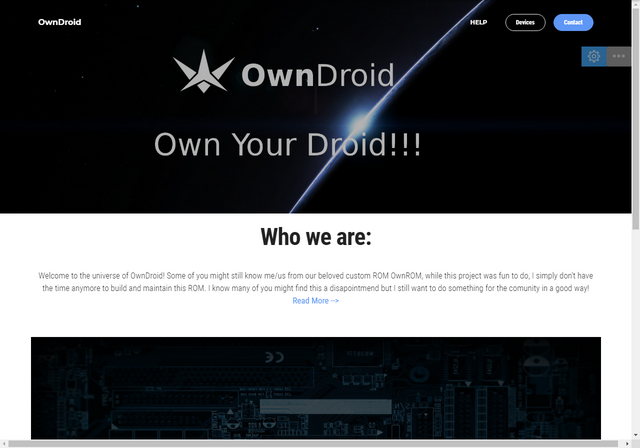 OwnDroid
HELP
Devices
Contact
OwnDroid
Own Your Droid!!!
Who we are:
Welcome to the universe of OwnDroid! Some of you might still know me/us from our beloved custom ROM OwnROM, while this project was fun to do, I simply don't have
the time anymore to build and maintain this ROM. I know many of you might find this a disapointmend but I still want to do something for the comunity in a good way!
Read More -->